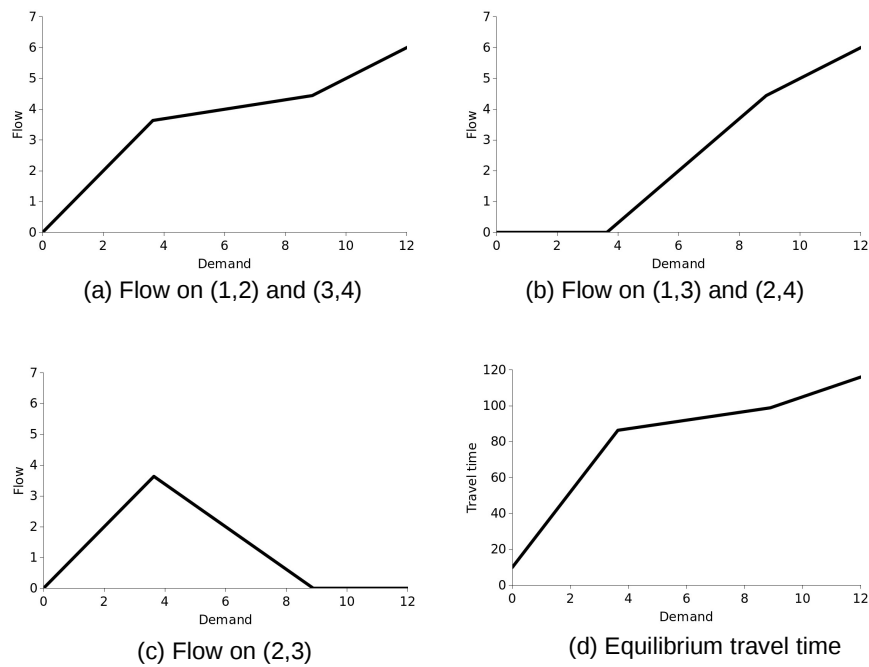 7
6
5
4
3
2
1
0
Flow
0 2 4 6 8 10 12
Demand
(a) Flow on (1,2) and (3,4)
7
6
5
4
3
2
1
0
Flow
0 2 4 6 8 10 12
Demand
(b) Flow on (1,3) and (2,4)
7
6
5
4
3
2
1
0
Flow
0 2 4 6 8 10 12
Demand
(c) Flow on (2,3)
120
100
80
60
40
20
0
Travel time
0 2 4 6 8 10 12
Demand
(d) Equilibrium travel time